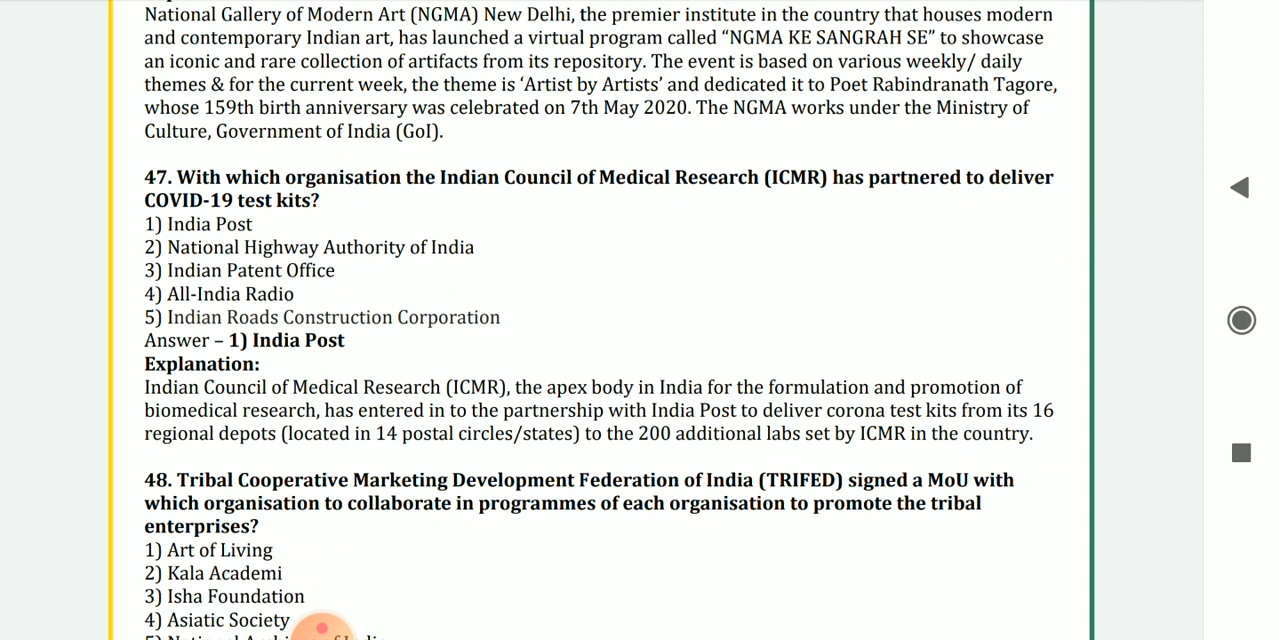 National Gallery of Modern Art (NGMA) New Delhi, the premier institute in the country that houses modern
and contemporary Indian art, has launched a virtual program called “NGMA KE SANGRAH SE” to showcase
an iconic and rare collection of artifacts from its repository. The event is based on various weekly/ daily
themes & for the current week, the theme is ‘Artist by Artists’ and dedicated it to Poet Rabindranath Tagore,
whose 159th birth anniversary was celebrated on 7th May 2020. The NGMA works under the Ministry of
Culture, Government of India (GoI).
47. With which organisation the Indian Council of Medical Research (ICMR) has partnered to deliver
COVID-19 test kits?
1) India Post
2) National Highway Authority of India
3) Indian Patent Office
4) All-India Radio
5) Indian Roads Construction Corporation
Answer – 1) India Post
Explanation:
Indian Council of Medical Research (ICMR), the apex body in India for the formulation and promotion of
biomedical research, has entered in to the partnership with India Post to deliver corona test kits from its 16
regional depots (located in 14 postal circles/states) to the 200 additional labs set by ICMR in the country.
48. Tribal Cooperative Marketing Development Federation of India (TRIFED) signed a MoU with
which organisation to collaborate in programmes of each organisation to promote the tribal
enterprises?
1) Art of Living
2) Kala Academi
3) Isha Foundation
4) Asiatic Society